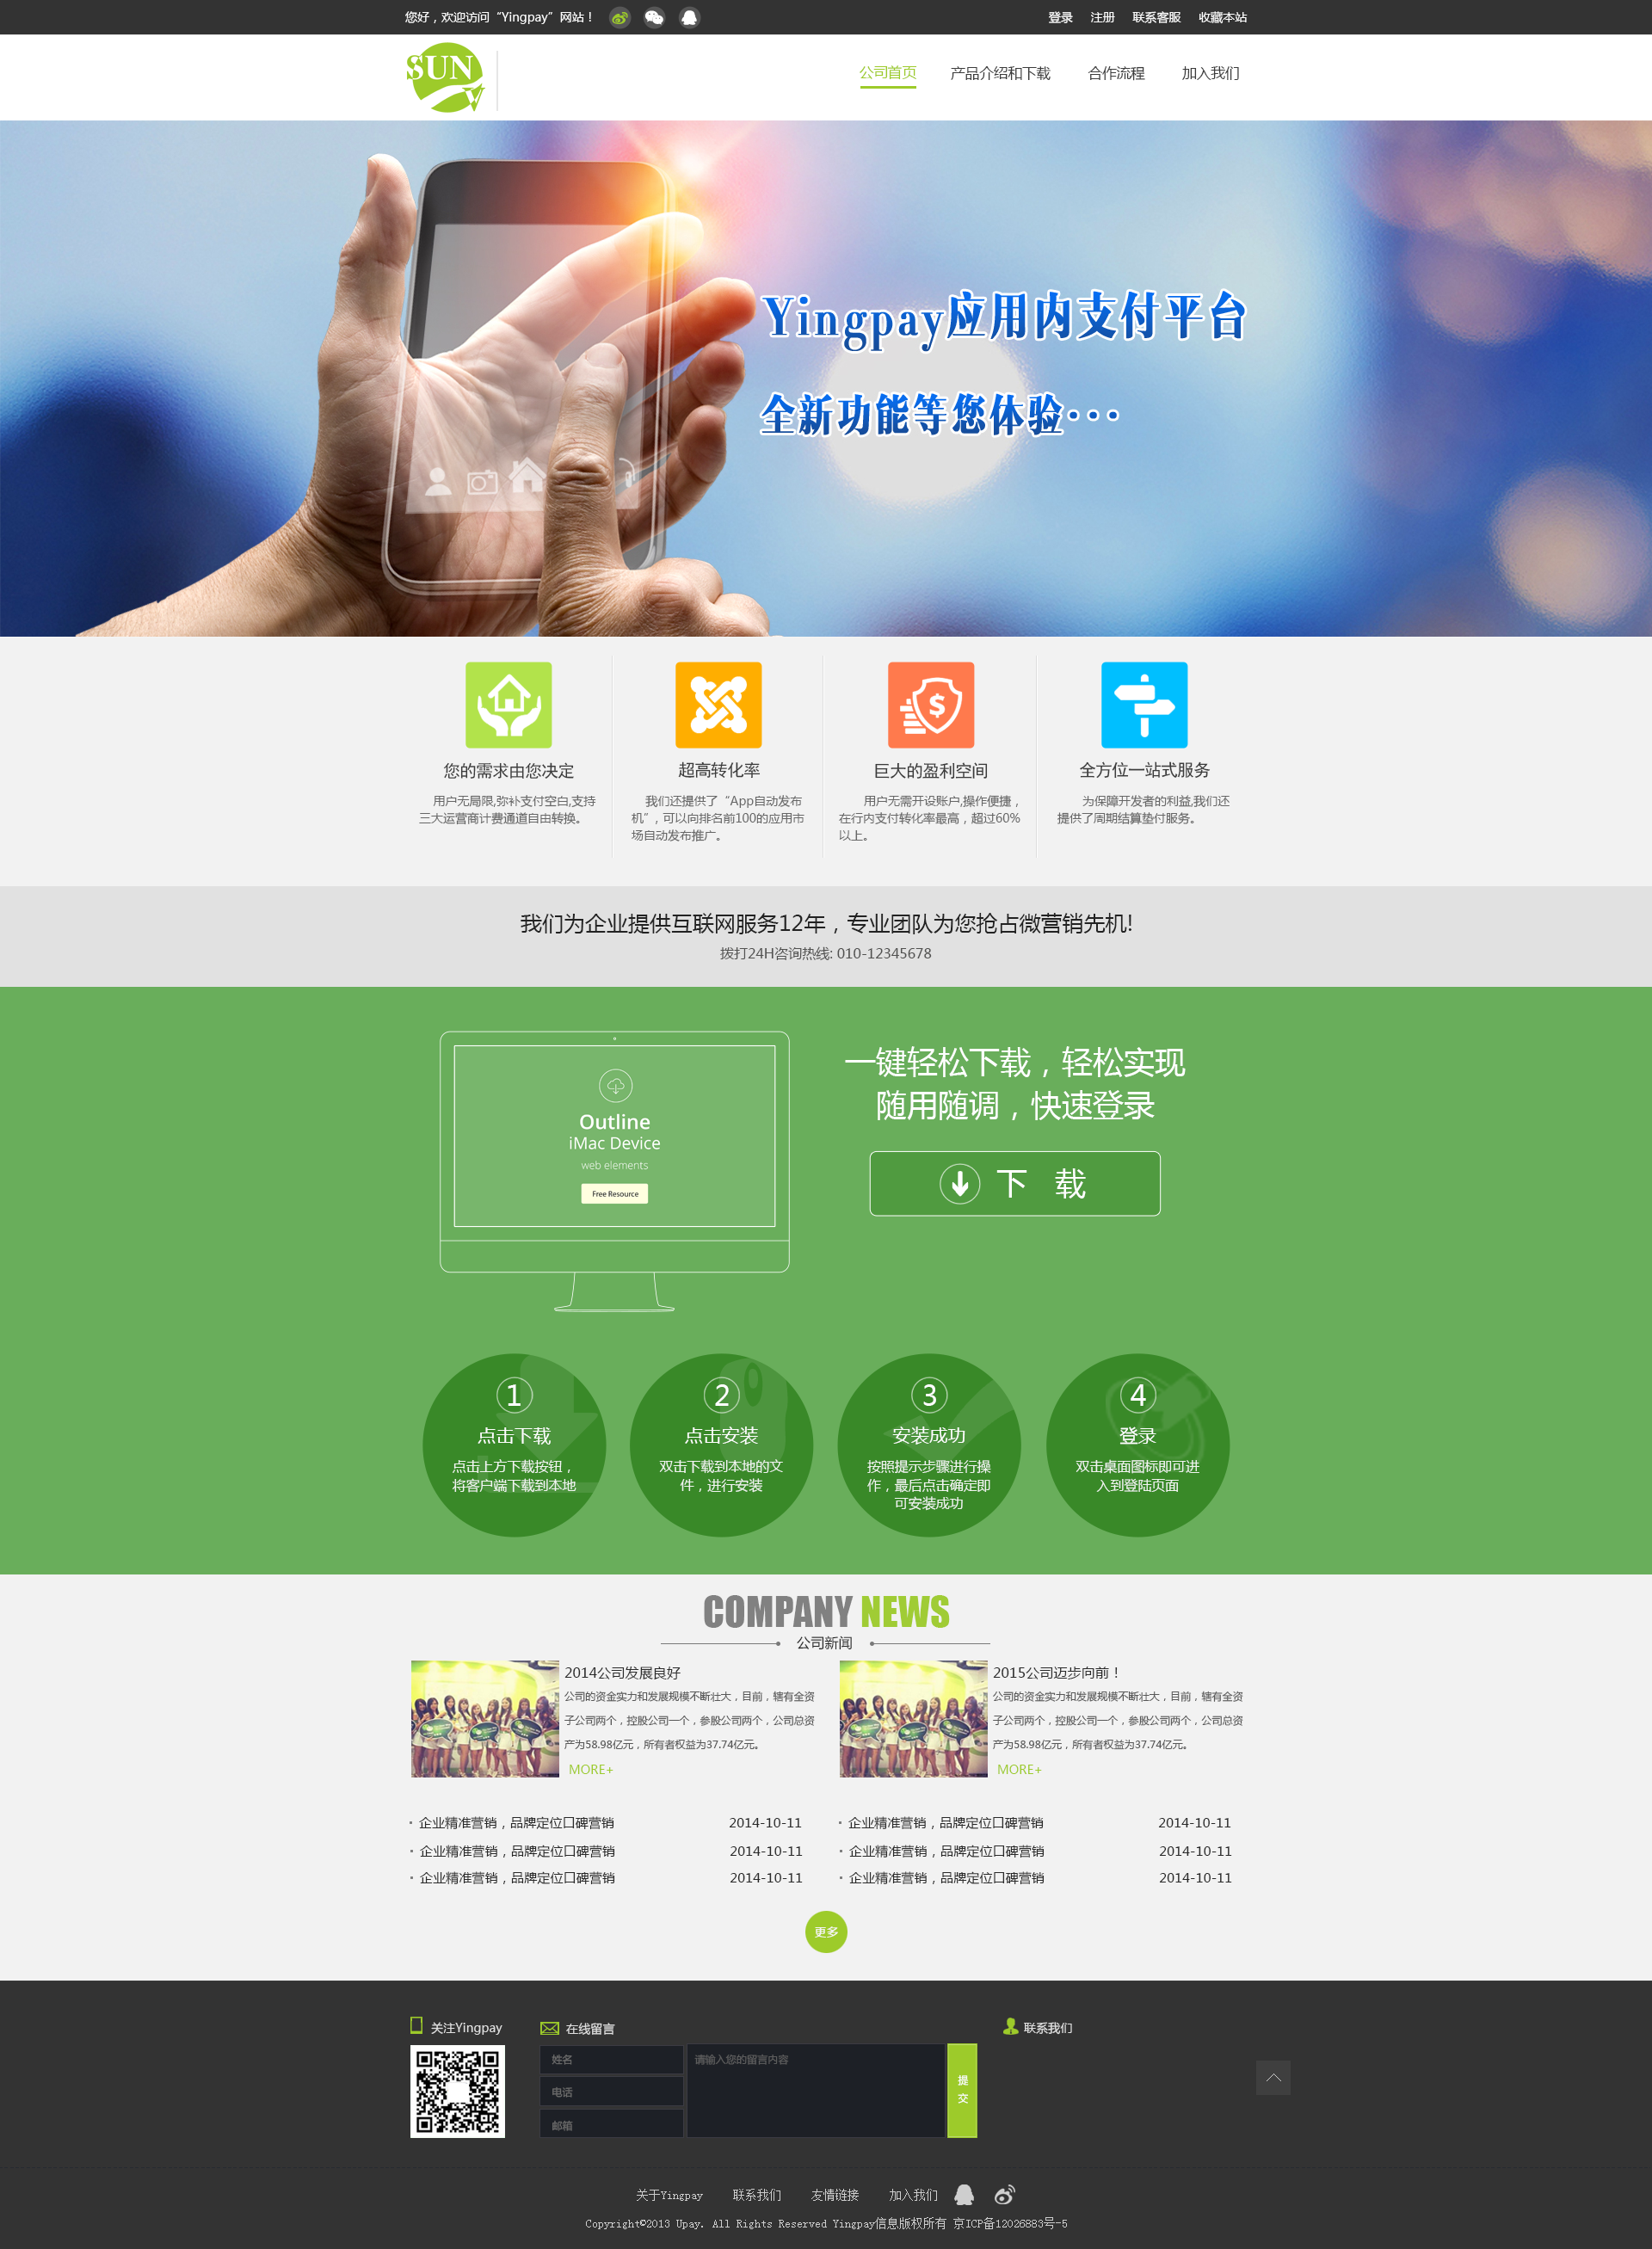 您好，欢迎访问“Yingpay”网站！
登录 注册 联系客服 收藏本站
SUN
公司首页 产品介绍和下载 合作流程 加入我们
Yingpay应用内支付平台
全新功能等您体验···
您的需求由您决定
用户无局限,弥补支付空白,支持
三大运营商计费通道自由转换。
超高转化率
我们还提供了“App自动发布
机”，可以向排名前100的应用市
场自动发布推广。
巨大的盈利空间
用户无需开设账户,操作便捷，
在行内支付转化率最高，超过60%
以上。
全方位一站式服务
为保障开发者的利益,我们还
提供了周期结算垫付服务。
我们为企业提供互联网服务12年，专业团队为您抢占微营销先机!
拨打24H咨询热线: 010-12345678
Outline
iMac Device
web elements
Free Resource
一键轻松下载，轻松实现
随用随调，快速登录
下 载
1
点击下载
点击上方下载按钮，
将客户端下载到本地
2
点击安装
双击下载到本地的文
件，进行安装
3
安装成功
按照提示步骤进行操
作，最后点击确定即
可安装成功
4
登录
双击桌面图标即可进
入到登陆页面
COMPANY NEWS
公司新闻
2014公司发展良好
公司的资金实力和发展规模不断壮大，目前，辖有全资
子公司两个，控股公司一个，参股公司两个，公司总资
产为58.98亿元，所有者权益为37.74亿元。
MORE+
2015公司迈步向前！
公司的资金实力和发展规模不断壮大，目前，辖有全资
子公司两个，控股公司一个，参股公司两个，公司总资
产为58.98亿元，所有者权益为37.74亿元。
MORE+
企业精准营销，品牌定位口碑营销 2014-10-11
企业精准营销，品牌定位口碑营销 2014-10-11
企业精准营销，品牌定位口碑营销 2014-10-11
企业精准营销，品牌定位口碑营销 2014-10-11
企业精准营销，品牌定位口碑营销 2014-10-11
企业精准营销，品牌定位口碑营销 2014-10-11
更多
关注Yingpay
在线留言
姓名
电话
邮箱
请输入您的留言内容
提
交
联系我们
关于Yingpay 联系我们 友情链接 加入我们
Copyright©2013 Upay. All Rights Reserved Yingpay信息版权所有 京ICP备12026883号-5